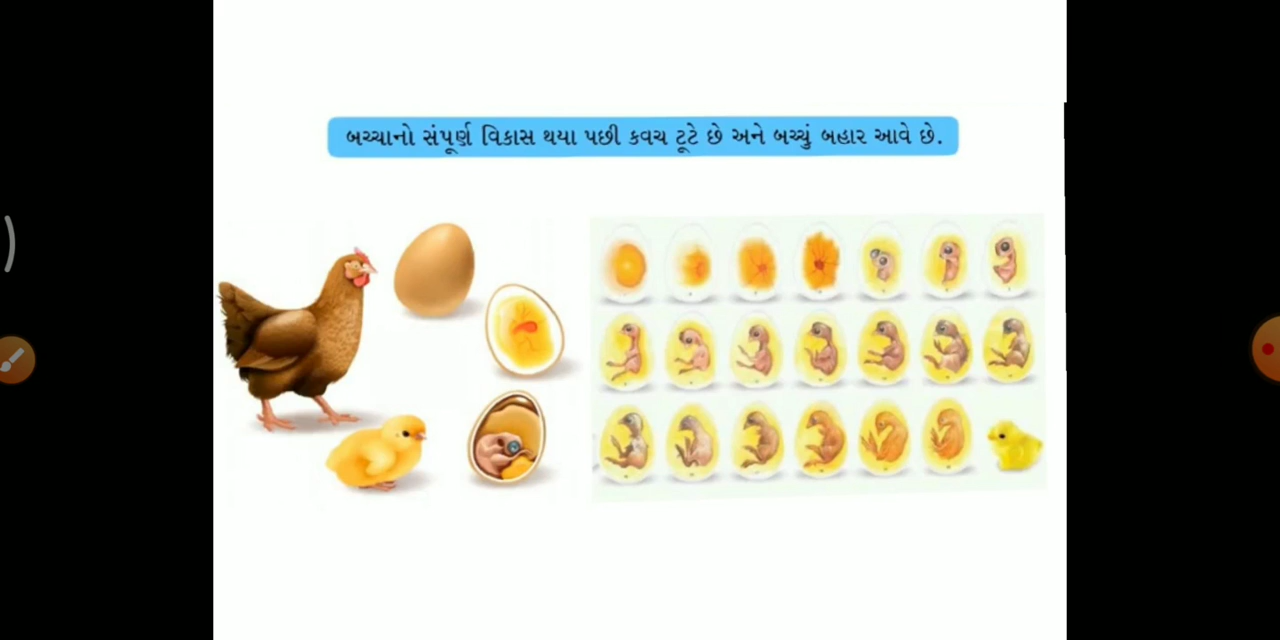 બચ્ચાનો સંપૂર્ણ વિકાસ થયા પછી કવચ ટૂટે છે અને બચ્ચું બહાર આવે છે.